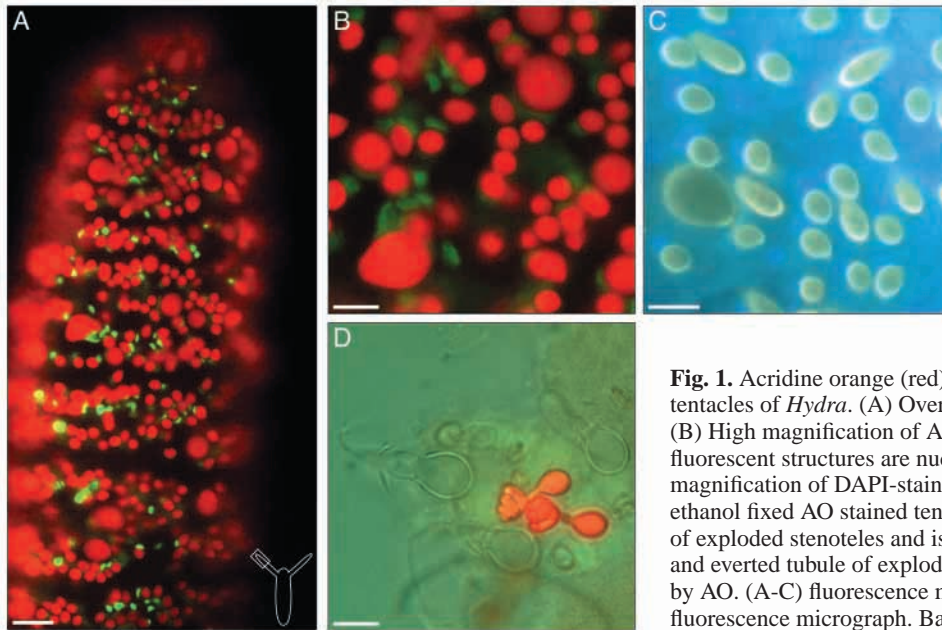 A
B
C
D
Fig. 1. Acridine orange (red)
tentacles of Hydra. (A) Over
(B) High magnification of A
fluorescent structures are nu
magnification of DAPI-stain
ethanol fixed AO stained ten
of exploded stenoteles and is
and everted tubule of explod
by AO. (A-C) fluorescence m
fluorescence micrograph. Ba